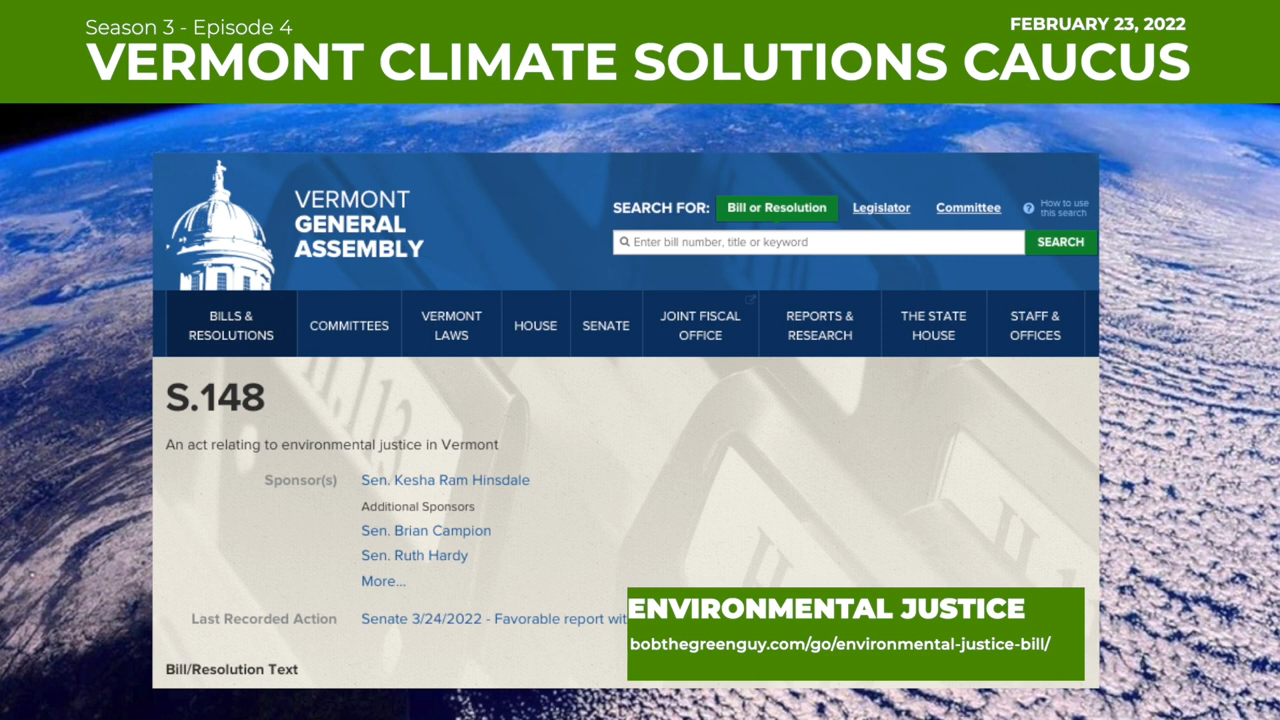 Season 3 - Episode 4
FEBRUARY 23, 2022
VERMONT CLIMATE SOLUTIONS CAUCUS
VERMONT
GENERAL
ASSEMBLY
SEARCH FOR: Bill or Resolution Legislator Committee How to use
this search
Enter bill number, title or keyword SEARCH
BILLS &
RESOLUTIONS
COMMITTEES
VERMONT
LAWS
HOUSE
SENATE
JOINT FISCAL
OFFICE
REPORTS &
RESEARCH
THE STATE
HOUSE
STAFF &
OFFICES
S.148
An act relating to environmental justice in Vermont
Sponsor(s) Sen. Kesha Ram Hinsdale
Additional Sponsors
Sen. Brian Campion
Sen. Ruth Hardy
More...
Last Recorded Action Senate 3/24/2022 - Favorable report wit
Bill/Resolution Text
ENVIRONMENTAL JUSTICE
bobthegreenguy.com/go/environmental-justice-bill/